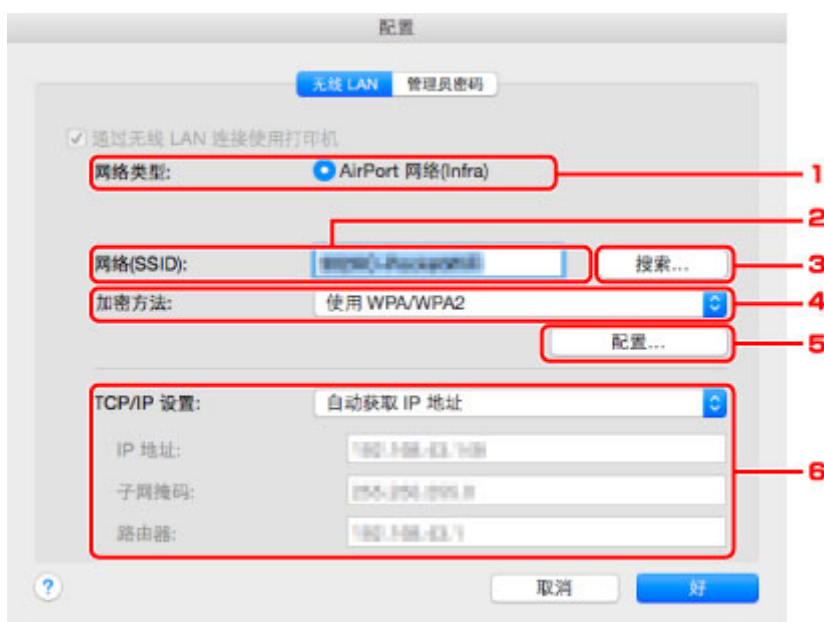 配置
无线 LAN 管理员密码
通过无线 LAN 连接使用打印机
网络类型: AirPort 网络(Infra) 1
2
网络(SSID): 搜索... 3
加密方法: 使用 WPA/WPA2 4
配置... 5
TCP/IP 设置: 自动获取 IP 地址
IP 地址:
6
子网掩码:
路由器:
? 取消 好